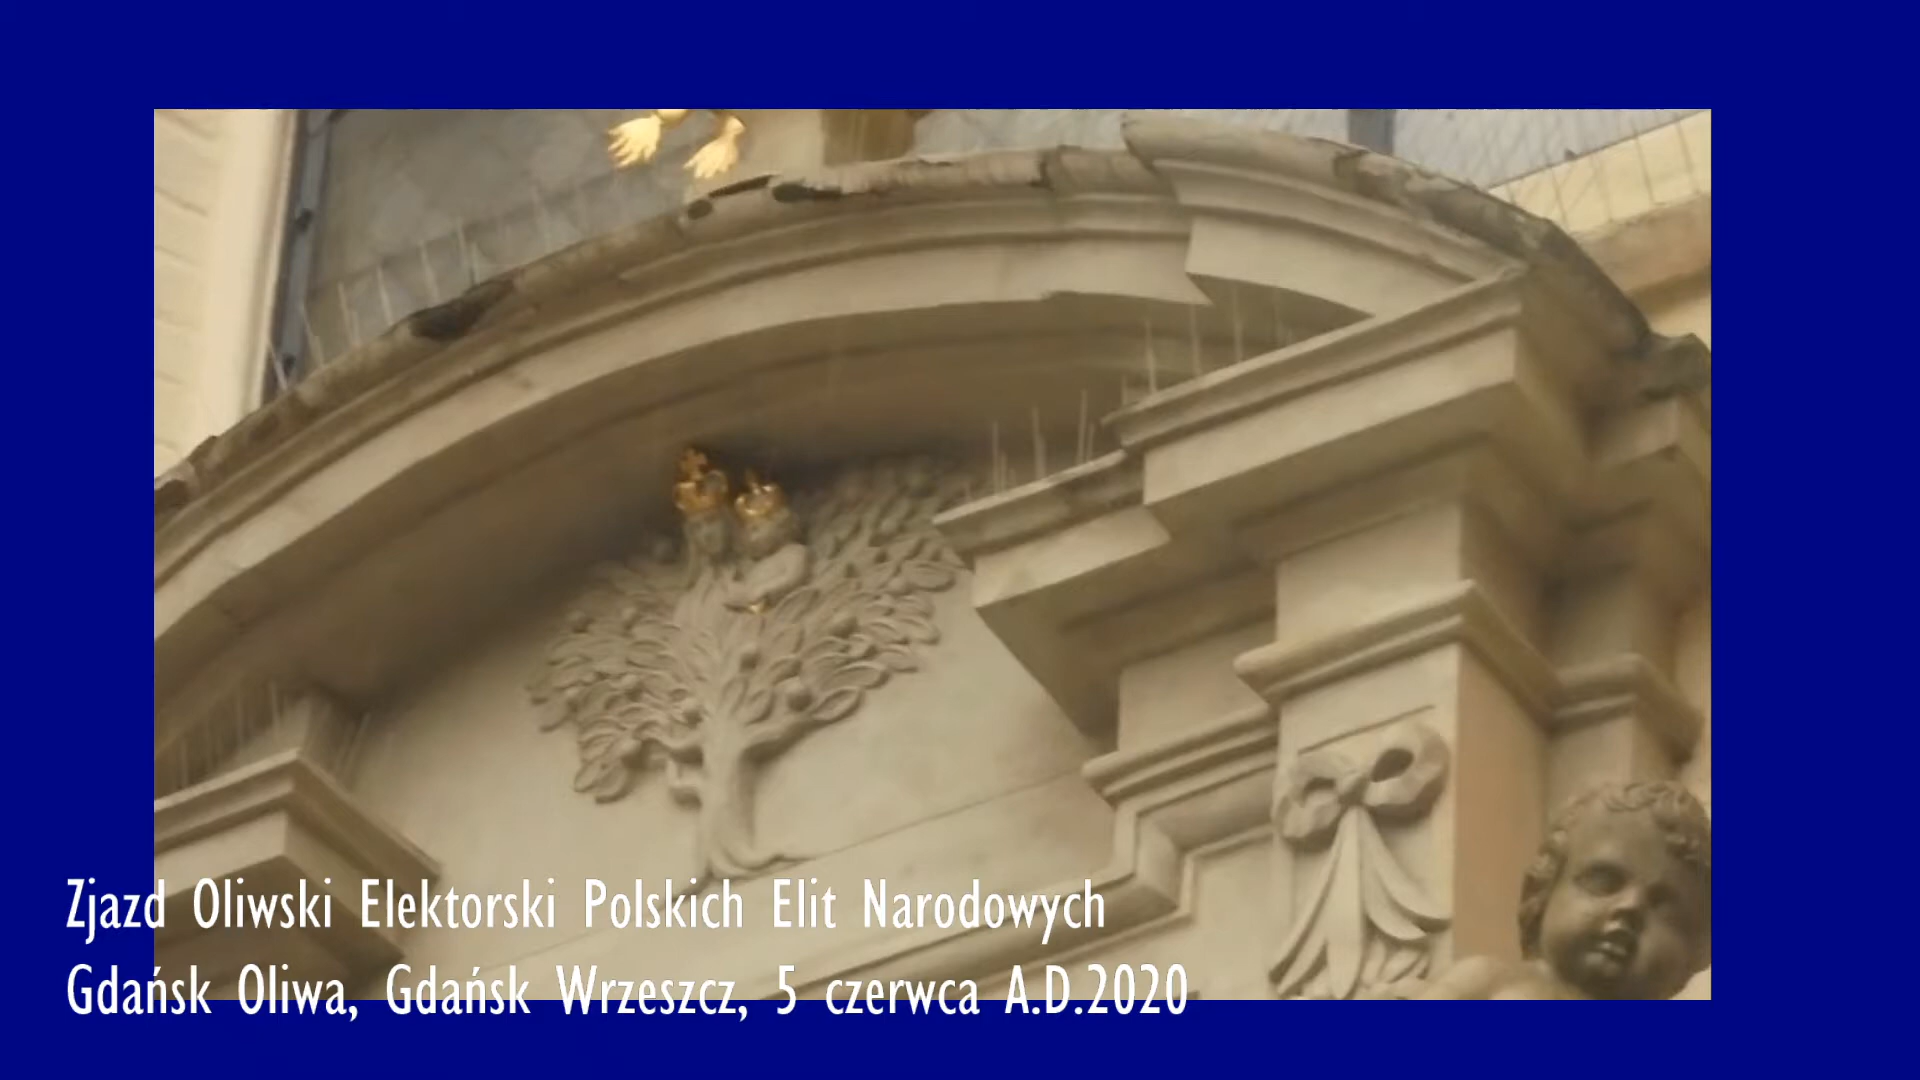 Zjazd Oliwski Elektorski Polskich Elit Narodowych
Gdańsk Oliwa, Gdańsk Wrzeszcz, 5 czerwca A.D.2020